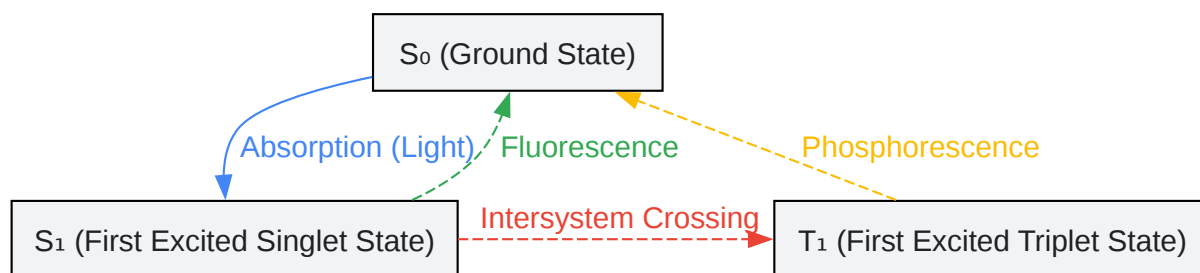 S₀ (Ground State)
Absorption (Light)
Fluorescence
Phosphorescence
Intersystem Crossing
S₁ (First Excited Singlet State)
T₁ (First Excited Triplet State)